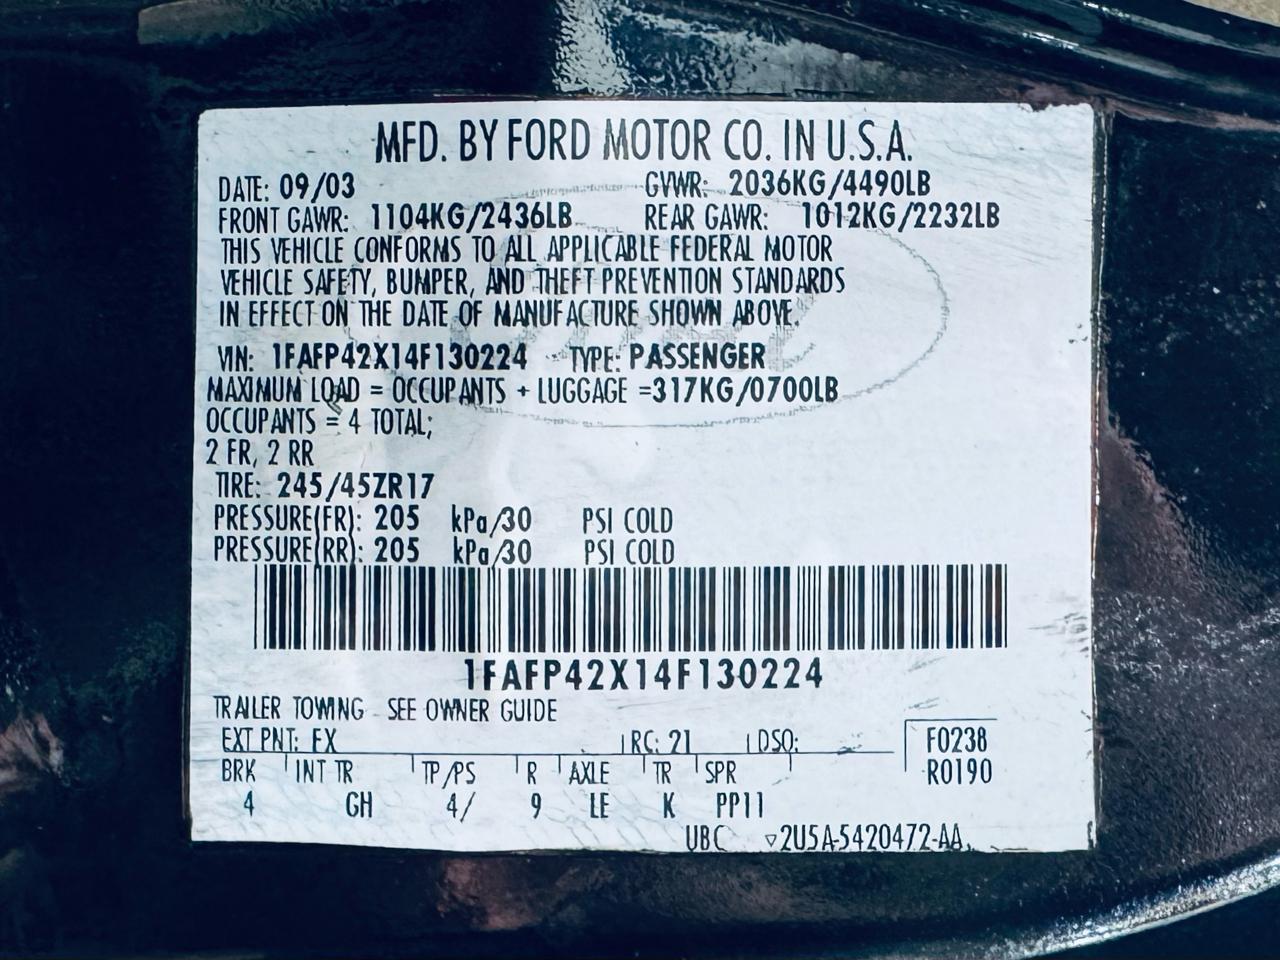 MFD. BY FORD MOTOR CO. IN U.S.A.
DATE: 09/03 GVWR: 2036KG/4490LB
FRONT GAWR: 1104KG/2436LB REAR GAWR: 1012KG/2232LB
THIS VEHICLE CONFORMS TO ALL APPLICABLE FEDERAL MOTOR
VEHICLE SAFETY, BUMPER, AND THEFT PREVENTION STANDARDS
IN EFFECT ON THE DATE OF MANUFACTURE SHOWN ABOVE.
VIN: 1FAFP42X14F130224 TYPE: PASSENGER
MAXIMUM LOAD = OCCUPANTS + LUGGAGE =317KG/0700LB
OCCUPANTS = 4 TOTAL;
2 FR, 2 RR
TIRE: 245/45ZR17
PRESSURE(FR): 205 kPa/30 PSI COLD
PRESSURE(RR): 205 kPa/30 PSI COLD
1FAFP42X14F130224
TRAILER TOWING - SEE OWNER GUIDE
EXT PNT: FX RC: 21 DSO: F0238
BRK INT TR TP/PS R AXLE TR SPR R0190
4 GH 4/ 9 LE K PP11
UBC ▽2U5A-5420472-AA